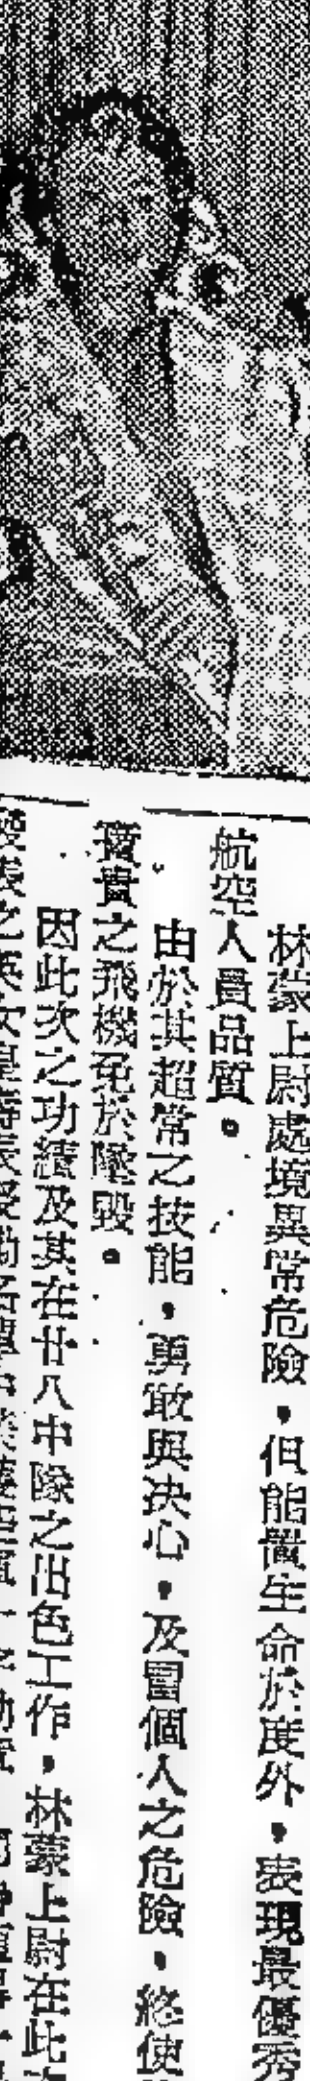 林蒙上尉處境異常危險，但能置生命於度外，表現最優秀
航空人員品質。
由於其超常之技能，勇敢與决心，及冒個人之危險，終使
寳貴之飛機免於墜毀。
因此次之功績及其在廿八中隊之出色工作，林蒙上尉在此